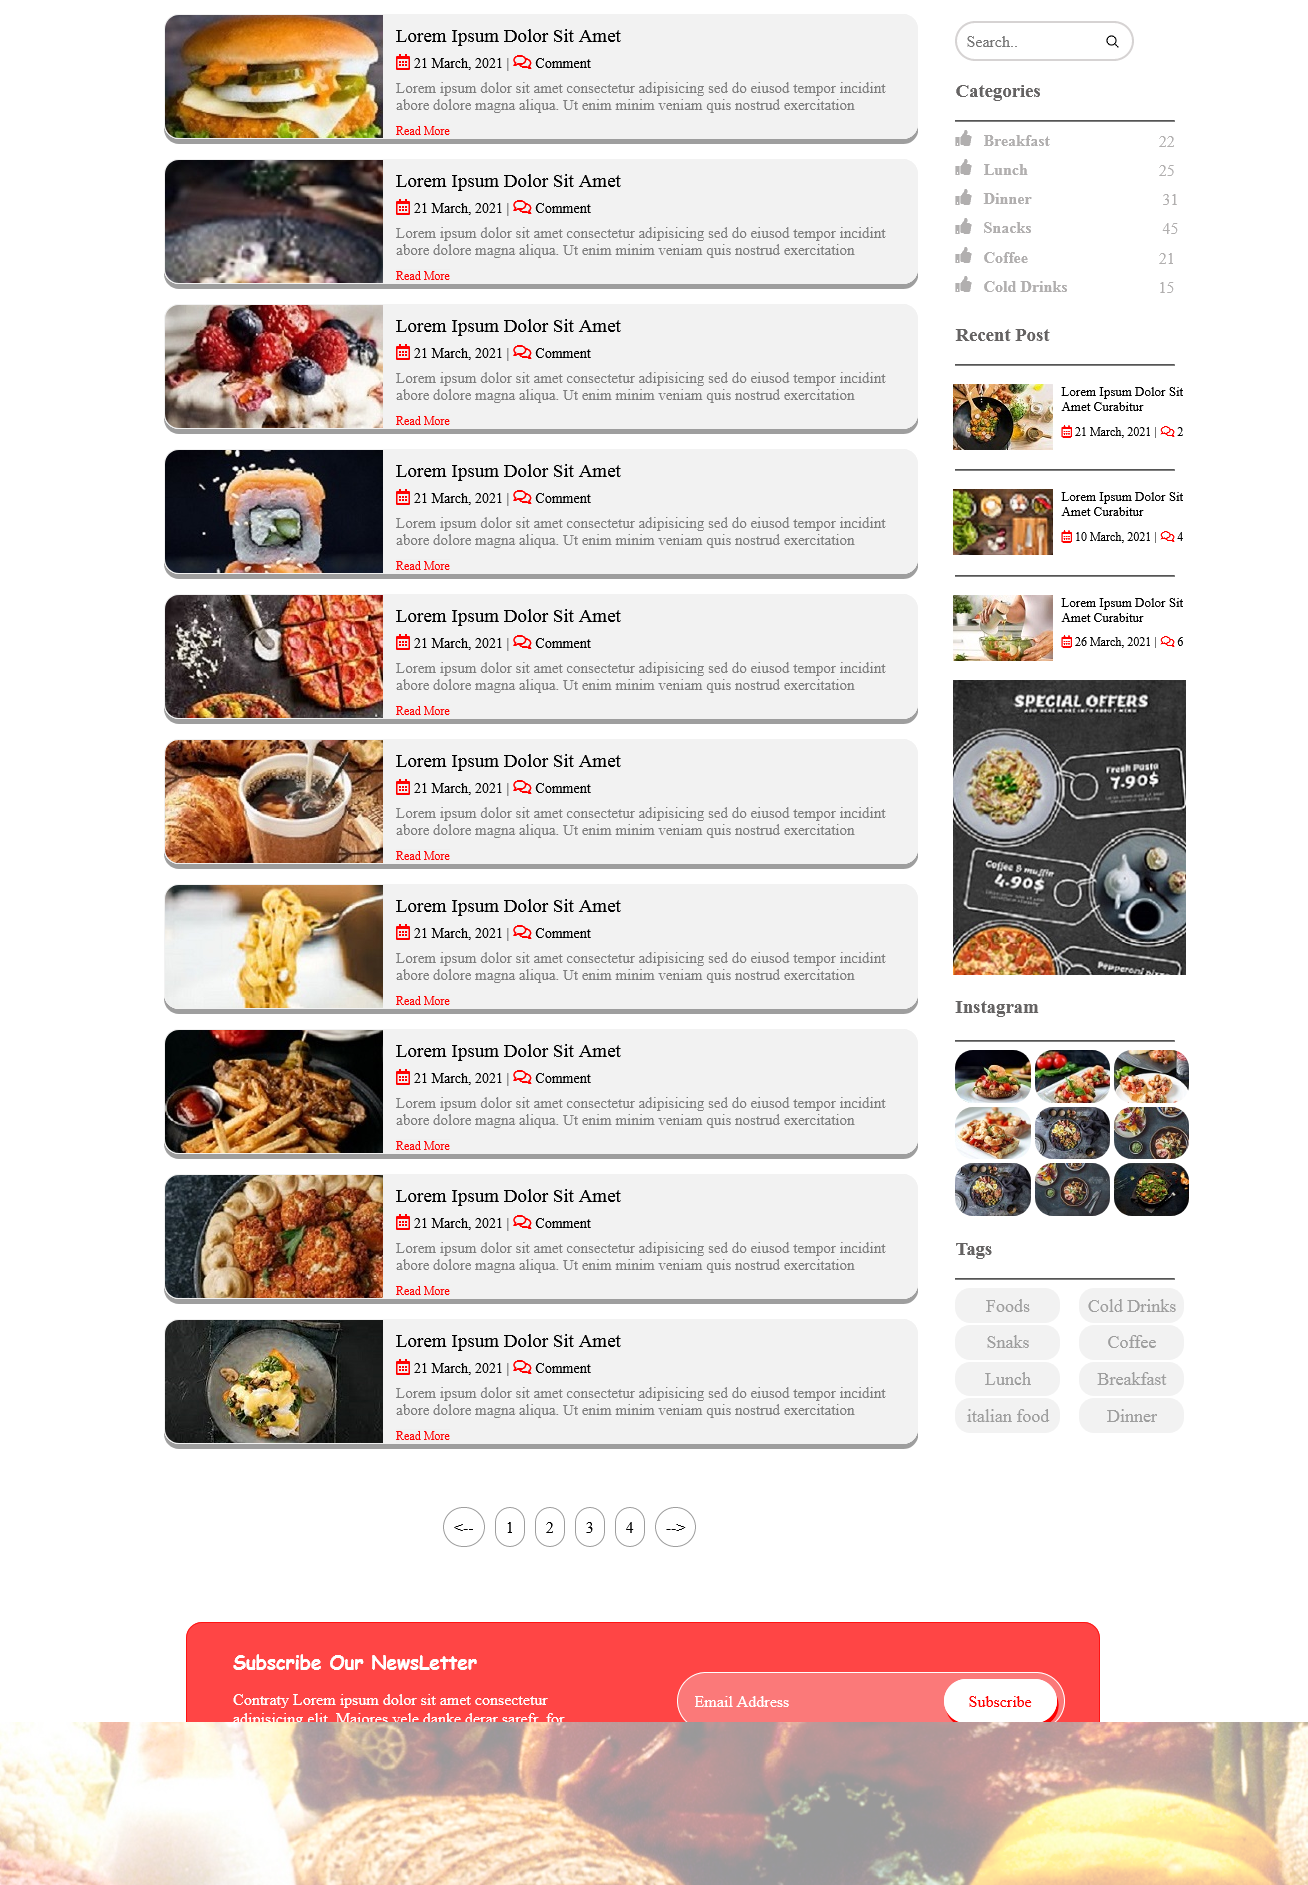 Lorem Ipsum Dolor Sit Amet
21 March, 2021 | Comment
Lorem ipsum dolor sit amet consectetur adipisicing sed do eiusod tempor incidint
abore dolore magna aliqua. Ut enim minim veniam quis nostrud exercitation
Read More
Lorem Ipsum Dolor Sit Amet
21 March, 2021 | Comment
Lorem ipsum dolor sit amet consectetur adipisicing sed do eiusod tempor incidint
abore dolore magna aliqua. Ut enim minim veniam quis nostrud exercitation
Read More
Lorem Ipsum Dolor Sit Amet
21 March, 2021 | Comment
Lorem ipsum dolor sit amet consectetur adipisicing sed do eiusod tempor incidint
abore dolore magna aliqua. Ut enim minim veniam quis nostrud exercitation
Read More
Lorem Ipsum Dolor Sit Amet
21 March, 2021 | Comment
Lorem ipsum dolor sit amet consectetur adipisicing sed do eiusod tempor incidint
abore dolore magna aliqua. Ut enim minim veniam quis nostrud exercitation
Read More
Lorem Ipsum Dolor Sit Amet
21 March, 2021 | Comment
Lorem ipsum dolor sit amet consectetur adipisicing sed do eiusod tempor incidint
abore dolore magna aliqua. Ut enim minim veniam quis nostrud exercitation
Read More
Lorem Ipsum Dolor Sit Amet
21 March, 2021 | Comment
Lorem ipsum dolor sit amet consectetur adipisicing sed do eiusod tempor incidint
abore dolore magna aliqua. Ut enim minim veniam quis nostrud exercitation
Read More
Lorem Ipsum Dolor Sit Amet
21 March, 2021 | Comment
Lorem ipsum dolor sit amet consectetur adipisicing sed do eiusod tempor incidint
abore dolore magna aliqua. Ut enim minim veniam quis nostrud exercitation
Read More
Lorem Ipsum Dolor Sit Amet
21 March, 2021 | Comment
Lorem ipsum dolor sit amet consectetur adipisicing sed do eiusod tempor incidint
abore dolore magna aliqua. Ut enim minim veniam quis nostrud exercitation
Read More
Lorem Ipsum Dolor Sit Amet
21 March, 2021 | Comment
Lorem ipsum dolor sit amet consectetur adipisicing sed do eiusod tempor incidint
abore dolore magna aliqua. Ut enim minim veniam quis nostrud exercitation
Read More
Lorem Ipsum Dolor Sit Amet
21 March, 2021 | Comment
Lorem ipsum dolor sit amet consectetur adipisicing sed do eiusod tempor incidint
abore dolore magna aliqua. Ut enim minim veniam quis nostrud exercitation
Read More
Search..
Categories
Breakfast 22
Lunch 25
Dinner 31
Snacks 45
Coffee 21
Cold Drinks 15
Recent Post
Lorem Ipsum Dolor Sit
Amet Curabitur
21 March, 2021 | 2
Lorem Ipsum Dolor Sit
Amet Curabitur
10 March, 2021 | 4
Lorem Ipsum Dolor Sit
Amet Curabitur
26 March, 2021 | 6
SPECIAL OFFERS
ADD HERE MORE INFO ABOUT MENU
Fresh Pasta
7.90$
Coffee & muffin
4.90$
Pepperoni pizza
Instagram
Tags
Foods Cold Drinks
Snaks Coffee
Lunch Breakfast
italian food Dinner
<-- 1 2 3 4 -->
Subscribe Our NewsLetter
Contraty Lorem ipsum dolor sit amet consectetur
adipisicing elit. Maiores vele danke derar sarefr, for
Email Address Subscribe